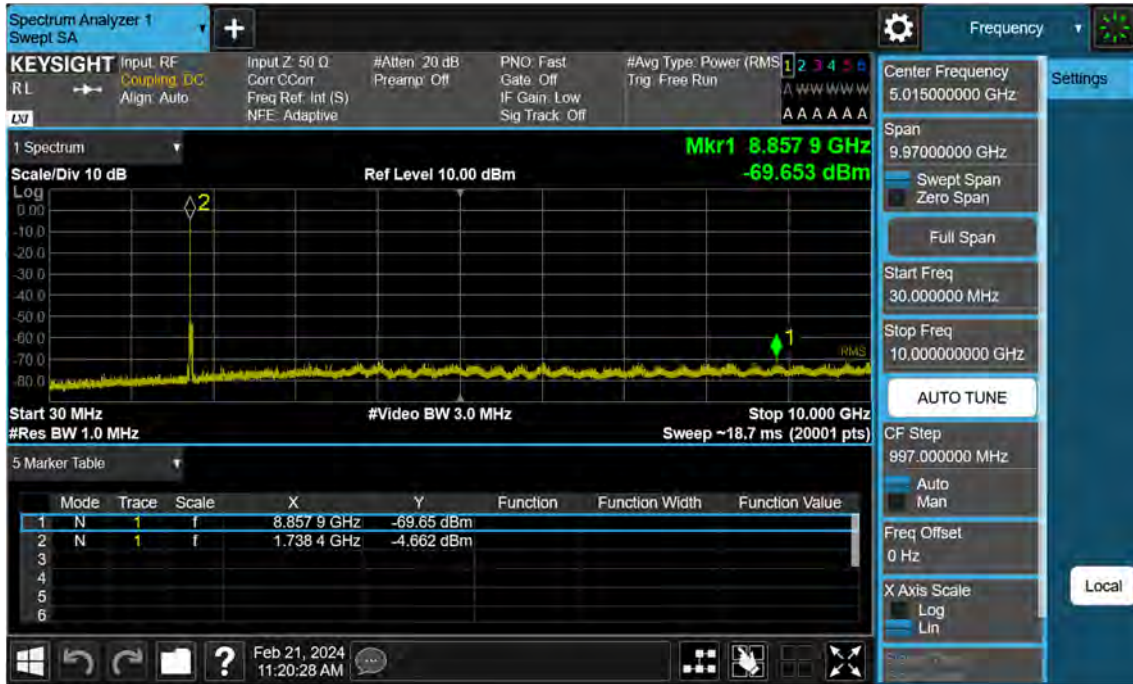 Spectrum Analyzer 1
Swept SA
Frequency
KEYSIGHT
RL
LXI
Input: RF
Coupling: DC
Align: Auto
Input Z: 50 Ω
Corr CCorr
Freq Ref: Int (S)
NFE: Adaptive
#Atten: 20 dB
Preamp: Off
PNO: Fast
Gate: Off
IF Gain: Low
Sig Track: Off
#Avg Type: Power (RMS
Trig: Free Run
1 2 3 4 5 6
A W W W W W
A A A A A A
Center Frequency
5.015000000 GHz
Settings
1 Spectrum
Scale/Div 10 dB
Ref Level 10.00 dBm
Mkr1 8.857 9 GHz
-69.653 dBm
Log
0.00
-10.0
-20.0
-30.0
-40.0
-50.0
-60.0
-70.0
-80.0
2
1
RMS
Start 30 MHz
#Video BW 3.0 MHz
Stop 10.000 GHz
#Res BW 1.0 MHz
Sweep ~18.7 ms (20001 pts)
Span
9.97000000 GHz
Swept Span
Zero Span
Full Span
Start Freq
30.000000 MHz
Stop Freq
10.000000000 GHz
AUTO TUNE
CF Step
997.000000 MHz
Auto
Man
Freq Offset
0 Hz
X Axis Scale
Log
Lin
Local
5 Marker Table
Mode Trace Scale X Y Function Function Width Function Value
1 N 1 f 8.857 9 GHz -69.65 dBm
2 N 1 f 1.738 4 GHz -4.662 dBm
3
4
5
6
?
Feb 21, 2024
11:20:28 AM